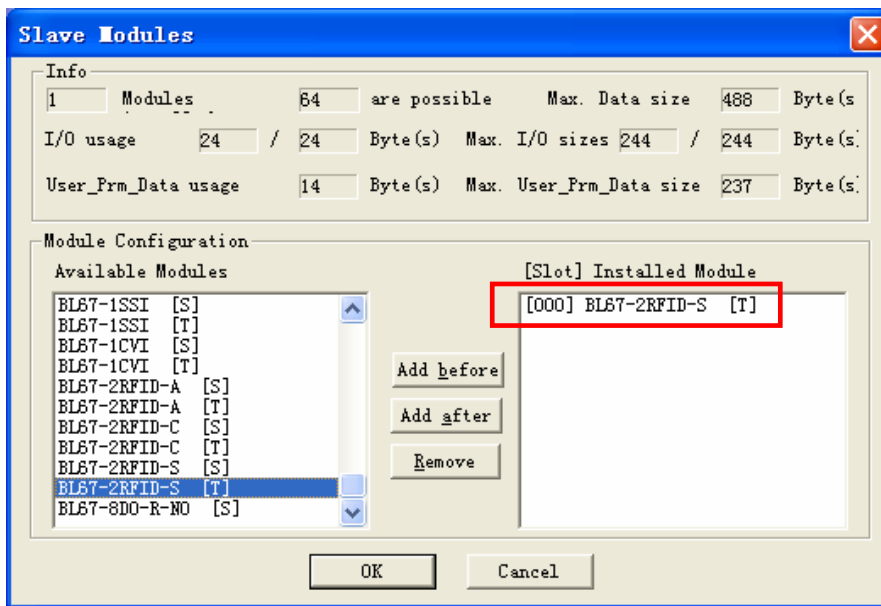 Slave Modules
Info
1 Modules 64 are possible Max. Data size 488 Byte(s
I/O usage 24 / 24 Byte(s) Max. I/O sizes 244 / 244 Byte(s
User_Prm_Data usage 14 Byte(s) Max. User_Prm_Data size 237 Byte(s
Module Configuration
Available Modules [Slot] Installed Module
BL67-1SSI [S] [000] BL67-2RFID-S [T]
BL67-1SSI [T]
BL67-1CVI [S]
BL67-1CVI [T]
BL67-2RFID-A [S]
BL67-2RFID-A [T]
BL67-2RFID-C [S]
BL67-2RFID-C [T]
BL67-2RFID-S [S]
BL67-2RFID-S [T]
BL67-8DO-R-NO [S]
Add before
Add after
Remove
OK Cancel